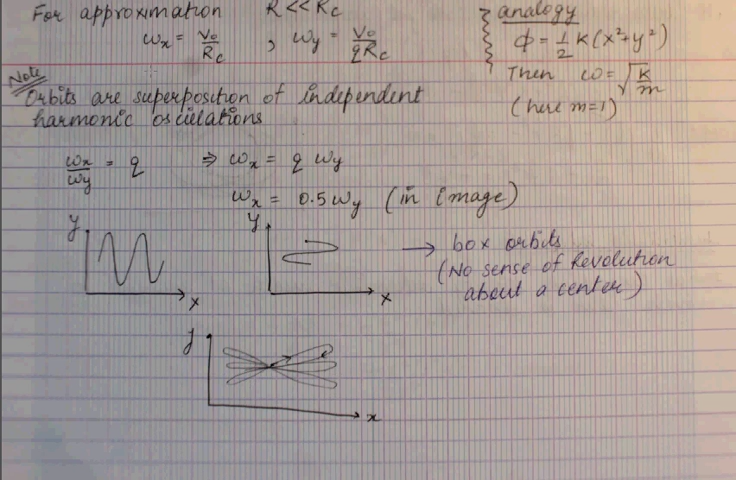 For approximation R << Rc
ωx = v0/Rc , ωy = v0/qRc
analogy
φ = 1/2 K(x²+y²)
Then ω = √(k/m)
(here m=1)
Note
Orbits are superposition of independent
harmonic osciclations
ωx/ωy = q ⇒ ωx = q ωy
ωx = 0.5 ωy (in image)
y
x
y
x
→ box orbits
(No sense of Revolution
about a center)
y
x